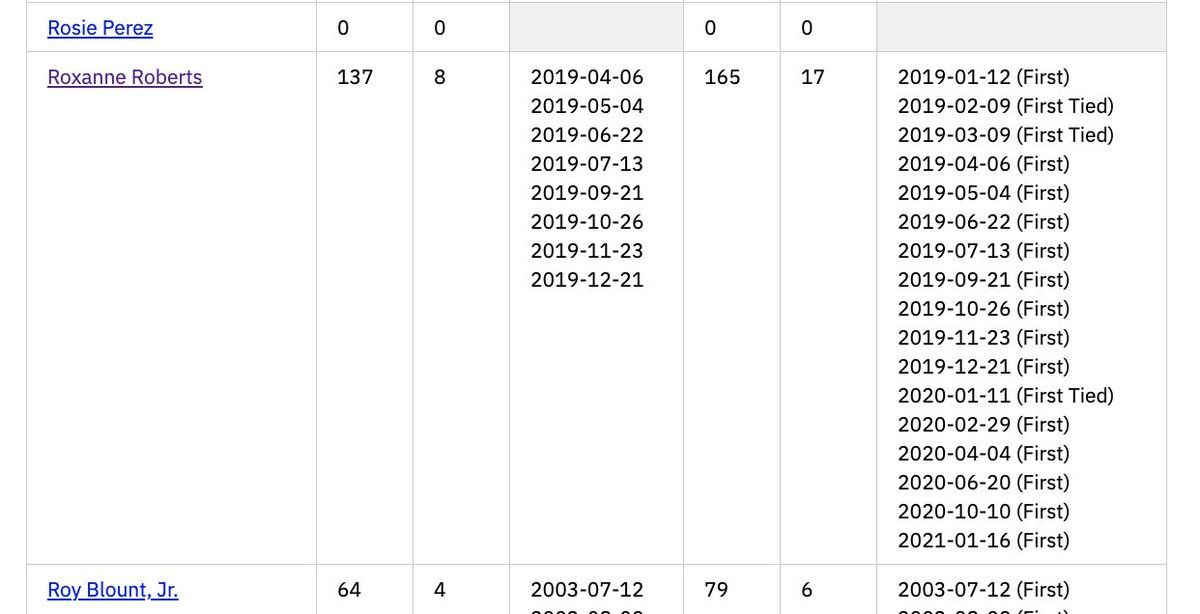 Rosie Perez 0 0 0 0
Roxanne Roberts 137 8 2019-04-06 165 17 2019-01-12 (First)
2019-05-04 2019-02-09 (First Tied)
2019-06-22 2019-03-09 (First Tied)
2019-07-13 2019-04-06 (First)
2019-09-21 2019-05-04 (First)
2019-10-26 2019-06-22 (First)
2019-11-23 2019-07-13 (First)
2019-12-21 2019-09-21 (First)
2019-10-26 (First)
2019-11-23 (First)
2019-12-21 (First)
2020-01-11 (First Tied)
2020-02-29 (First)
2020-04-04 (First)
2020-06-20 (First)
2020-10-10 (First)
2021-01-16 (First)
Roy Blount, Jr. 64 4 2003-07-12 79 6 2003-07-12 (First)